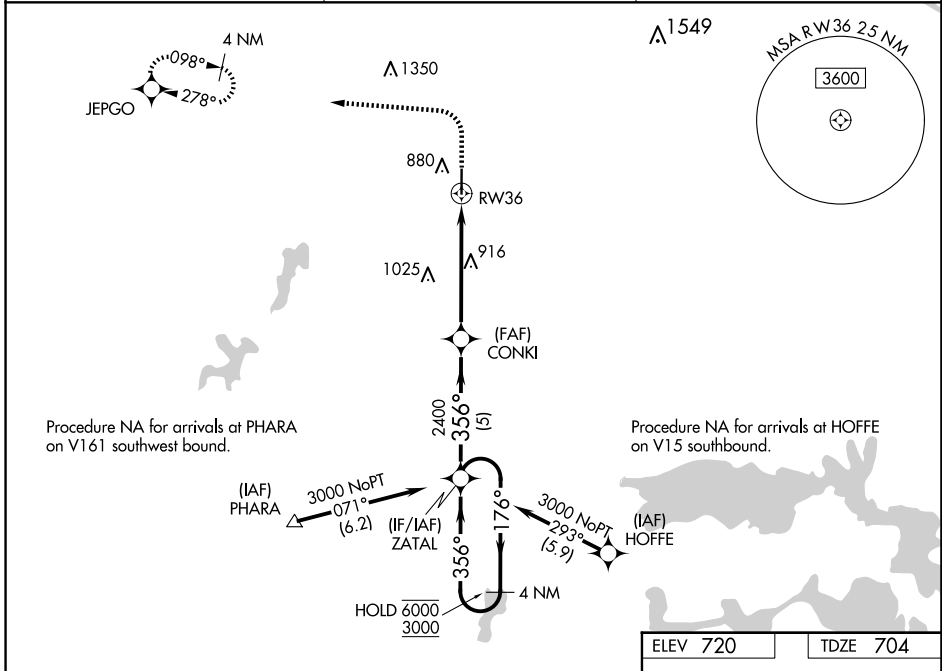 1549
4 NM
098°
278°
JEPGO
1350
MSA RW36 25 NM
3600
880
RW36
916
1025
(FAF)
CONKI
2400
356°
(5)
Procedure NA for arrivals at PHARA
on V161 southwest bound.
Procedure NA for arrivals at HOFFE
on V15 southbound.
(IAF)
PHARA
3000 NoPT
071°
(6.2)
(IF/IAF)
ZATAL
356°
176°
3000 NoPT
293°
(5.9)
(IAF)
HOFFE
HOLD 6000
3000
4 NM
ELEV 720
TDZE 704